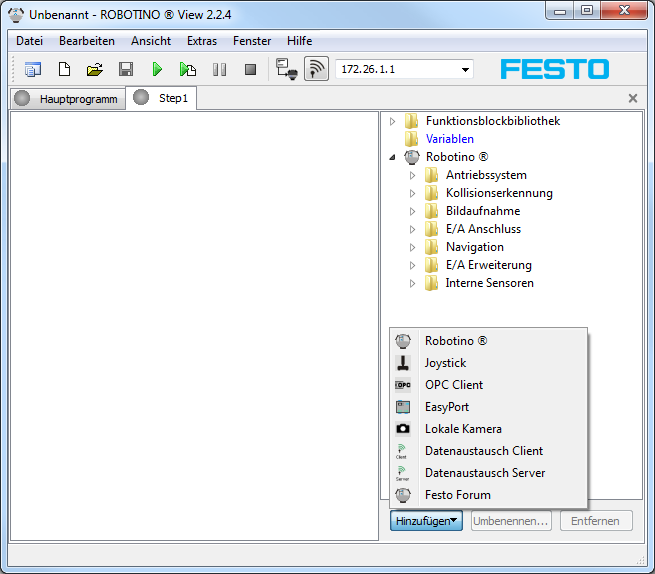 Unbenannt - ROBOTINO ® View 2.2.4
Datei Bearbeiten Ansicht Extras Fenster Hilfe
172.26.1.1 FESTO
Hauptprogramm Step1
Funktionsblockbibliothek
Variablen
Robotino ®
Antriebssystem
Kollisionserkennung
Bildaufnahme
E/A Anschluss
Navigation
E/A Erweiterung
Interne Sensoren
Robotino ®
Joystick
OPC OPC Client
EasyPort
Lokale Kamera
Client Datenaustausch Client
Server Datenaustausch Server
Festo Forum
Hinzufügen Umbenennen... Entfernen